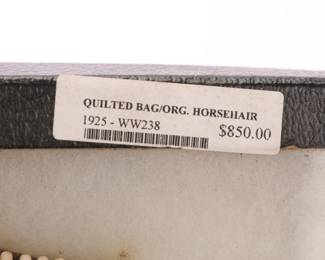 QUILTED BAG/ORG. HORSEHAIR
1925 - WW238 $850.00